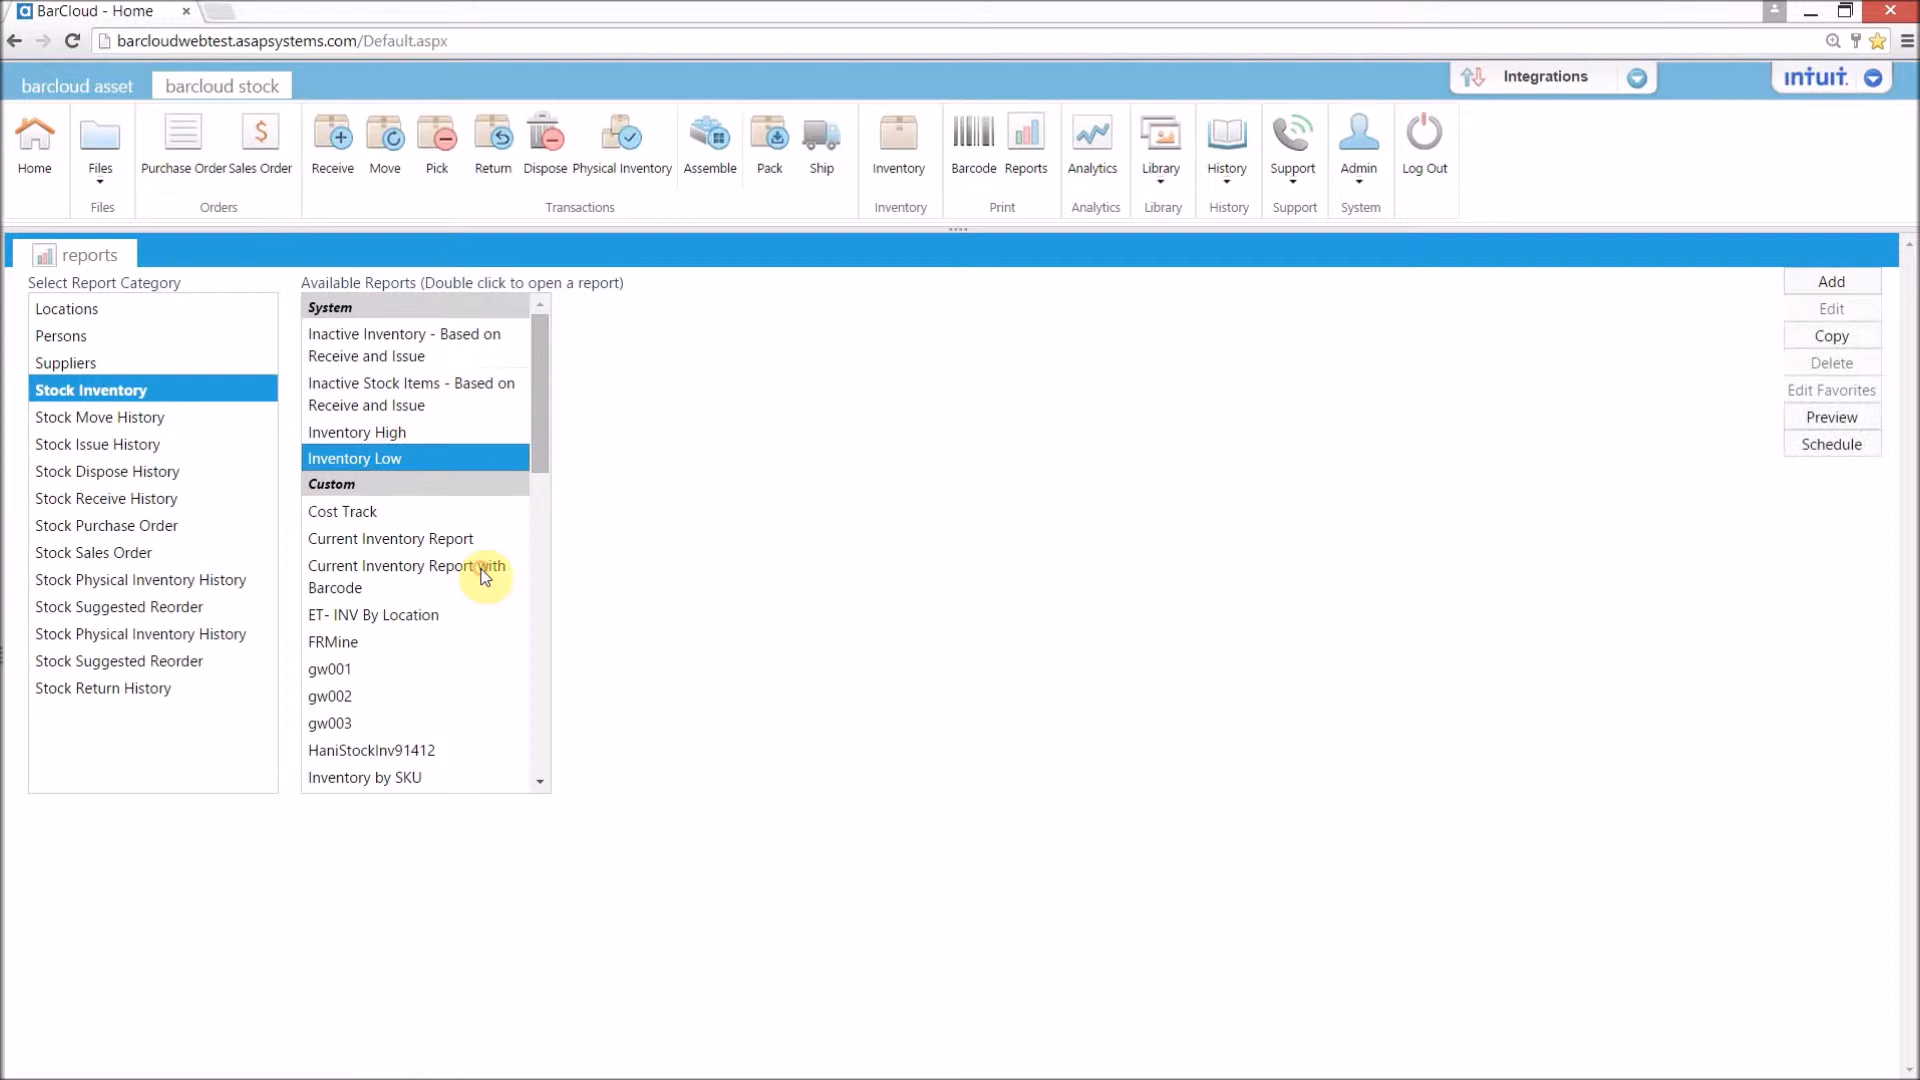 BarCloud - Home
barcloudwebtest.asapsystems.com/Default.aspx
barcloud asset
barcloud stock
Integrations
intuit.
Home
Files
Purchase Order
Sales Order
Receive
Move
Pick
Return
Dispose
Physical Inventory
Assemble
Pack
Ship
Inventory
Barcode
Reports
Analytics
Library
History
Support
Admin
Log Out
Files
Orders
Transactions
Inventory
Print
Analytics
Library
History
Support
System
reports
Select Report Category
Locations
Persons
Suppliers
Stock Inventory
Stock Move History
Stock Issue History
Stock Dispose History
Stock Receive History
Stock Purchase Order
Stock Sales Order
Stock Physical Inventory History
Stock Suggested Reorder
Stock Physical Inventory History
Stock Suggested Reorder
Stock Return History
Available Reports (Double click to open a report)
System
Inactive Inventory - Based on
Receive and Issue
Inactive Stock Items - Based on
Receive and Issue
Inventory High
Inventory Low
Custom
Cost Track
Current Inventory Report
Current Inventory Report with
Barcode
ET- INV By Location
FRMine
gw001
gw002
gw003
HaniStockInv91412
Inventory by SKU
Add
Edit
Copy
Delete
Edit Favorites
Preview
Schedule